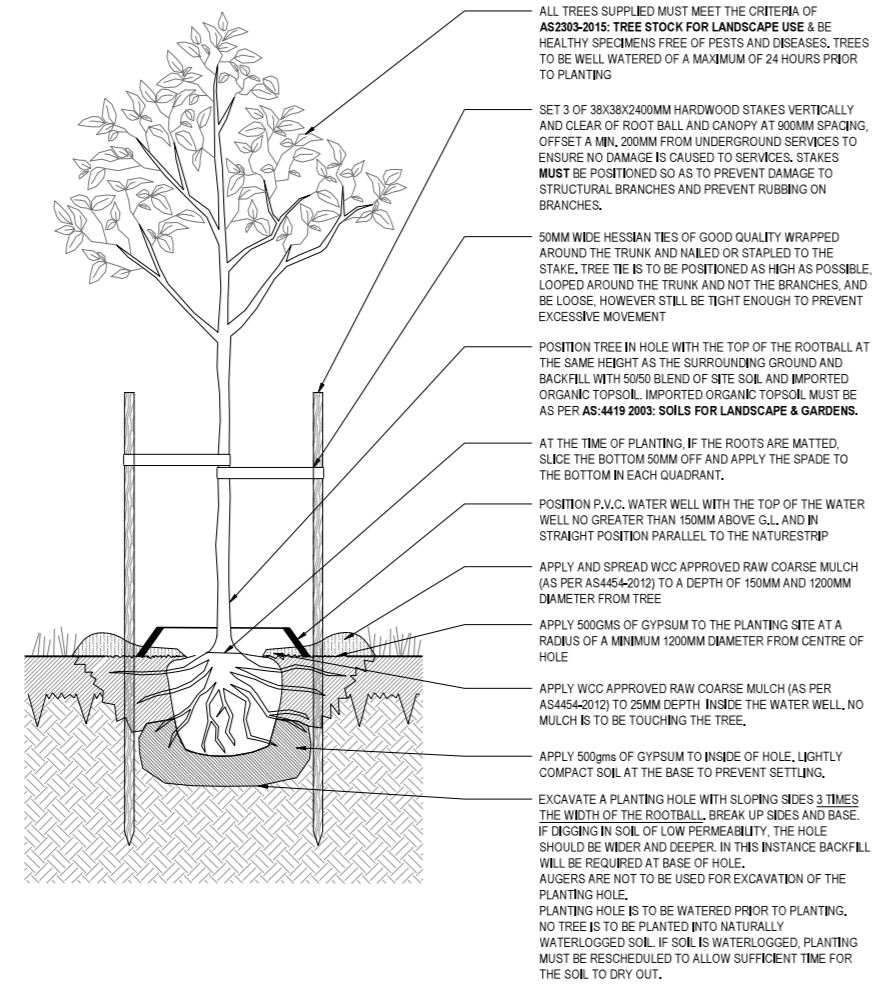 ALL TREES SUPPLIED MUST MEET THE CRITERIA OF
AS2303-2015: TREE STOCK FOR LANDSCAPE USE & BE
HEALTHY SPECIMENS FREE OF PESTS AND DISEASES. TREES
TO BE WELL WATERED OF A MAXIMUM OF 24 HOURS PRIOR
TO PLANTING
SET 3 OF 38X38X2400MM HARDWOOD STAKES VERTICALLY
AND CLEAR OF ROOT BALL AND CANOPY AT 900MM SPACING,
OFFSET A MIN. 200MM FROM UNDERGROUND SERVICES TO
ENSURE NO DAMAGE IS CAUSED TO SERVICES. STAKES
MUST BE POSITIONED SO AS TO PREVENT DAMAGE TO
STRUCTURAL BRANCHES AND PREVENT RUBBING ON
BRANCHES.
50MM WIDE HESSIAN TIES OF GOOD QUALITY WRAPPED
AROUND THE TRUNK AND NAILED OR STAPLED TO THE
STAKE. TREE TIE IS TO BE POSITIONED AS HIGH AS POSSIBLE,
LOOPED AROUND THE TRUNK AND NOT THE BRANCHES, AND
BE LOOSE, HOWEVER STILL BE TIGHT ENOUGH TO PREVENT
EXCESSIVE MOVEMENT
POSITION TREE IN HOLE WITH THE TOP OF THE ROOTBALL AT
THE SAME HEIGHT AS THE SURROUNDING GROUND AND
BACKFILL WITH 50/50 BLEND OF SITE SOIL AND IMPORTED
ORGANIC TOPSOIL. IMPORTED ORGANIC TOPSOIL MUST BE
AS PER AS:4419 2003: SOILS FOR LANDSCAPE & GARDENS.
AT THE TIME OF PLANTING, IF THE ROOTS ARE MATTED,
SLICE THE BOTTOM 50MM OFF AND APPLY THE SPADE TO
THE BOTTOM IN EACH QUADRANT.
POSITION P.V.C. WATER WELL WITH THE TOP OF THE WATER
WELL NO GREATER THAN 150MM ABOVE G.L. AND IN
STRAIGHT POSITION PARALLEL TO THE NATURESTRIP
APPLY AND SPREAD WCC APPROVED RAW COARSE MULCH
(AS PER AS4454-2012) TO A DEPTH OF 150MM AND 1200MM
DIAMETER FROM TREE
APPLY 500GMS OF GYPSUM TO THE PLANTING SITE AT A
RADIUS OF A MINIMUM 1200MM DIAMETER FROM CENTRE OF
HOLE
APPLY WCC APPROVED RAW COARSE MULCH (AS PER
AS4454-2012) TO 25MM DEPTH INSIDE THE WATER WELL. NO
MULCH IS TO BE TOUCHING THE TREE.
APPLY 500gms OF GYPSUM TO INSIDE OF HOLE. LIGHTLY
COMPACT SOIL AT THE BASE TO PREVENT SETTLING.
EXCAVATE A PLANTING HOLE WITH SLOPING SIDES 3 TIMES
THE WIDTH OF THE ROOTBALL. BREAK UP SIDES AND BASE.
IF DIGGING IN SOIL OF LOW PERMEABILITY, THE HOLE
SHOULD BE WIDER AND DEEPER. IN THIS INSTANCE BACKFILL
WILL BE REQUIRED AT BASE OF HOLE.
AUGERS ARE NOT TO BE USED FOR EXCAVATION OF THE
PLANTING HOLE.
PLANTING HOLE IS TO BE WATERED PRIOR TO PLANTING.
NO TREE IS TO BE PLANTED INTO NATURALLY
WATERLOGGED SOIL. IF SOIL IS WATERLOGGED, PLANTING
MUST BE RESCHEDULED TO ALLOW SUFFICIENT TIME FOR
THE SOIL TO DRY OUT.